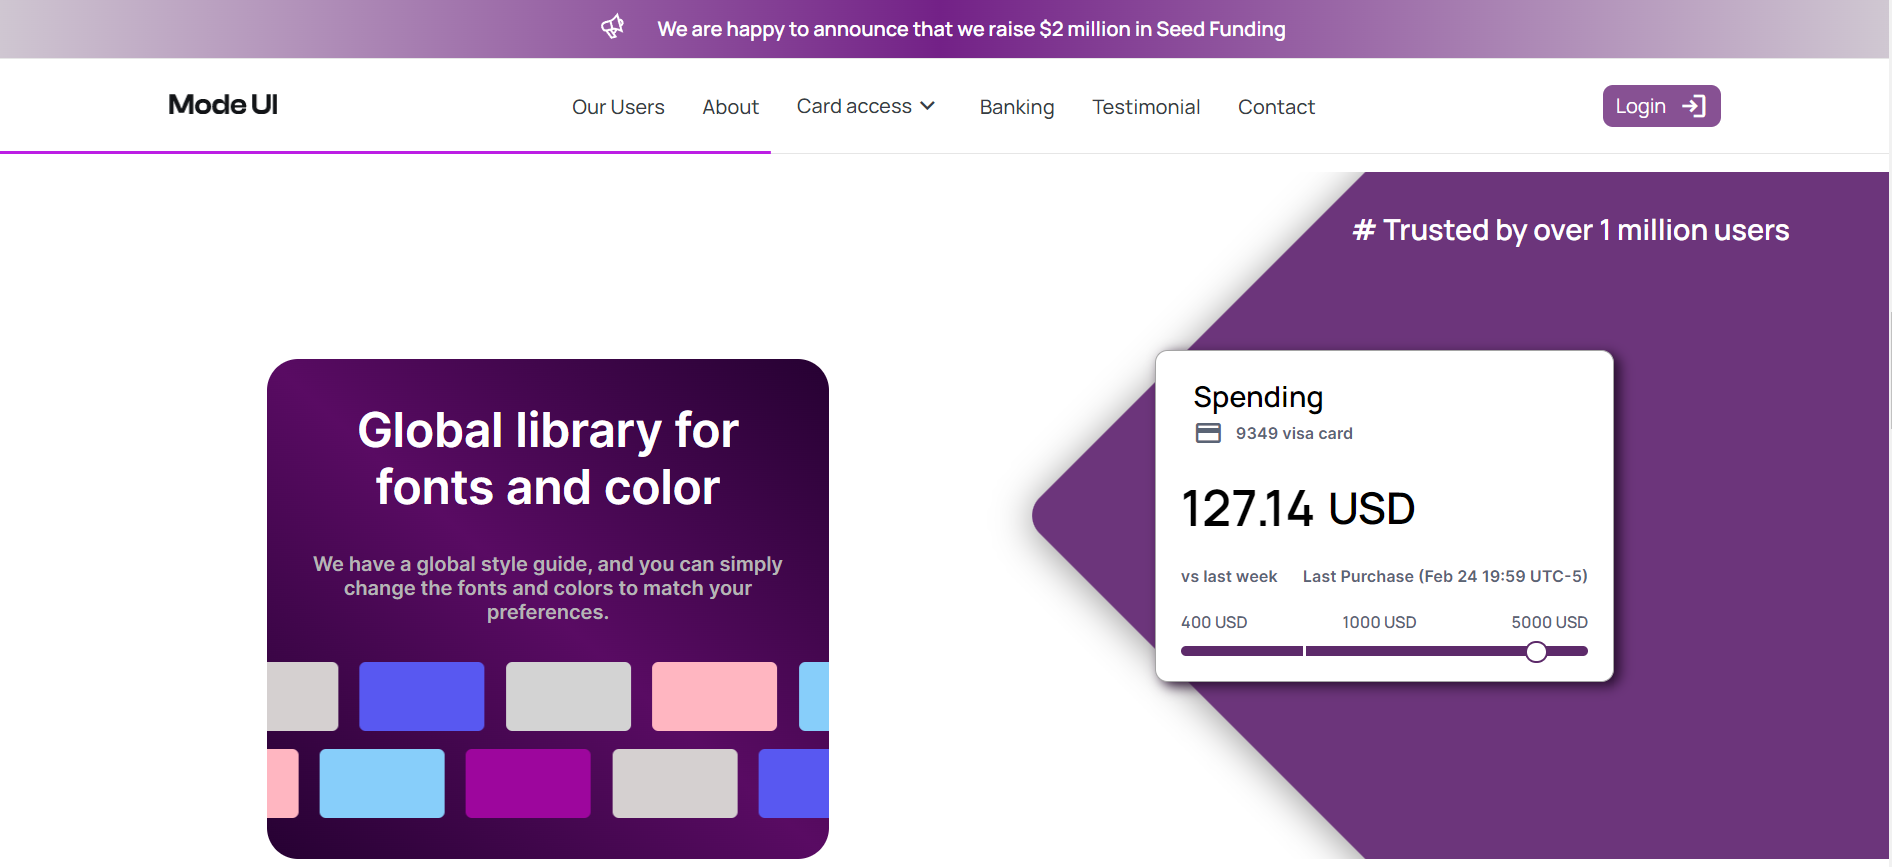 We are happy to announce that we raise $2 million in Seed Funding
Mode UI
Our Users
About
Card access
Banking
Testimonial
Contact
Login
# Trusted by over 1 million users
Global library for
fonts and color
We have a global style guide, and you can simply
change the fonts and colors to match your
preferences.
Spending
9349 visa card
127.14 USD
vs last week
Last Purchase (Feb 24 19:59 UTC-5)
400 USD
1000 USD
5000 USD